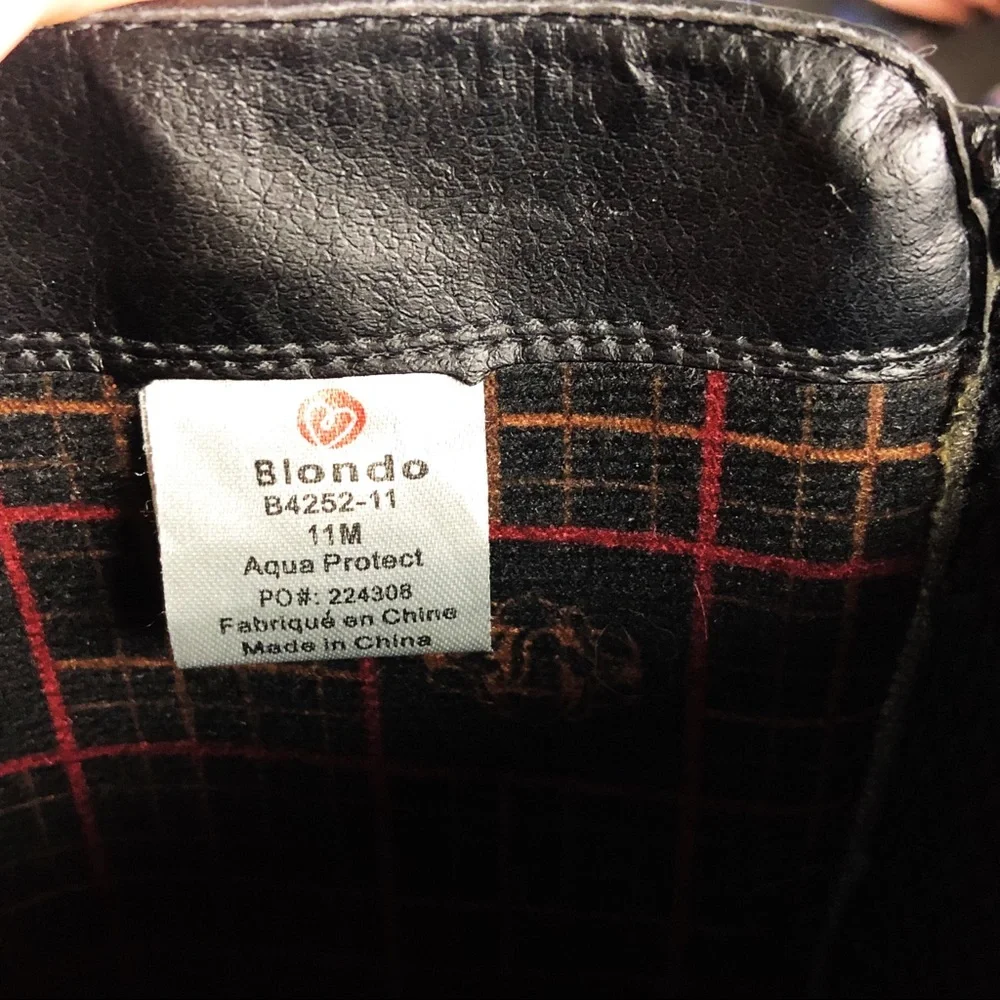 Blondo
B4252-11
11M
Aqua Protect
PO#: 224308
Fabriqué en Chine
Made in China